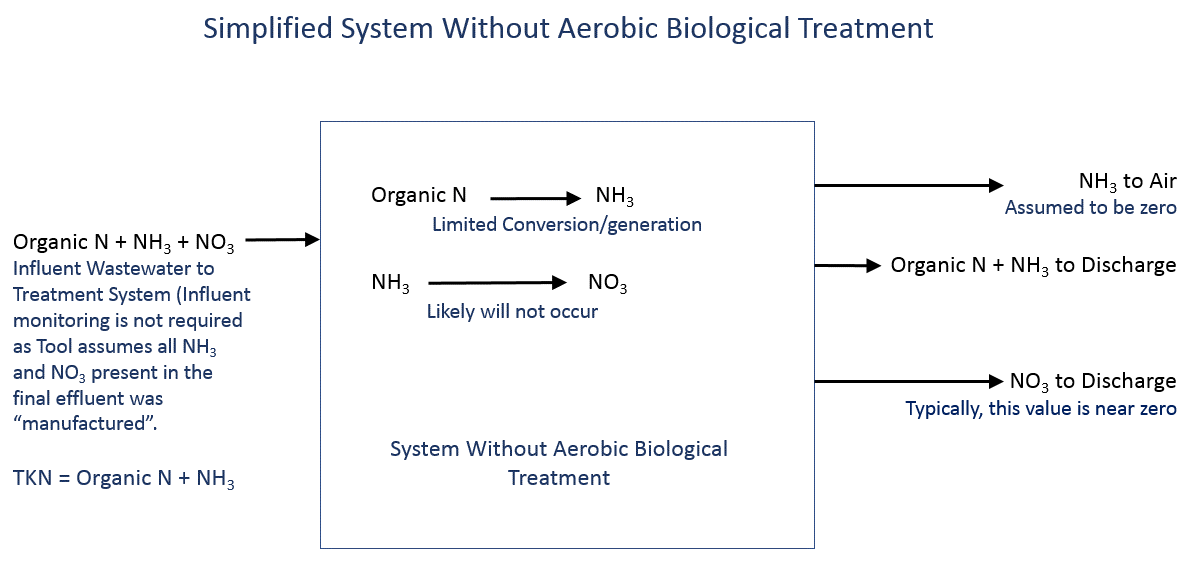 Simplified System Without Aerobic Biological Treatment
Organic N + NH₃ + NO₃
Influent Wastewater to
Treatment System (Influent
monitoring is not required
as Tool assumes all NH₃
and NO₃ present in the
final effluent was
“manufactured”.
TKN = Organic N + NH₃
Organic N
NH₃
Limited Conversion/generation
NH₃
NO₃
Likely will not occur
System Without Aerobic Biological
Treatment
NH₃ to Air
Assumed to be zero
Organic N + NH₃ to Discharge
NO₃ to Discharge
Typically, this value is near zero